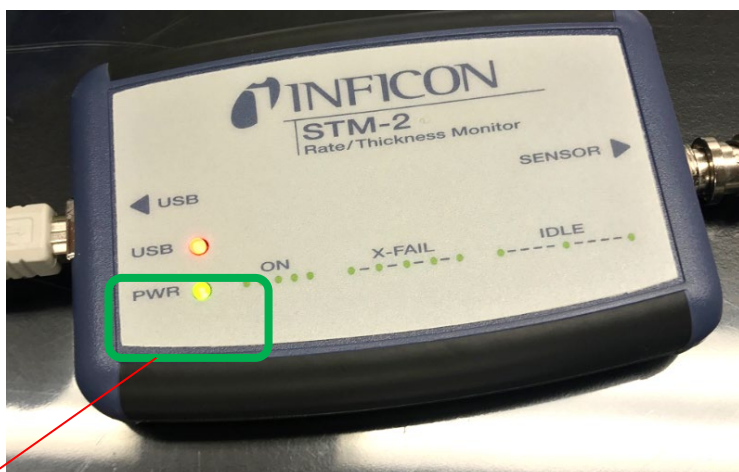 INFICON
STM-2
Rate/Thickness Monitor
SENSOR
USB
USB
ON
X-FAIL
IDLE
PWR